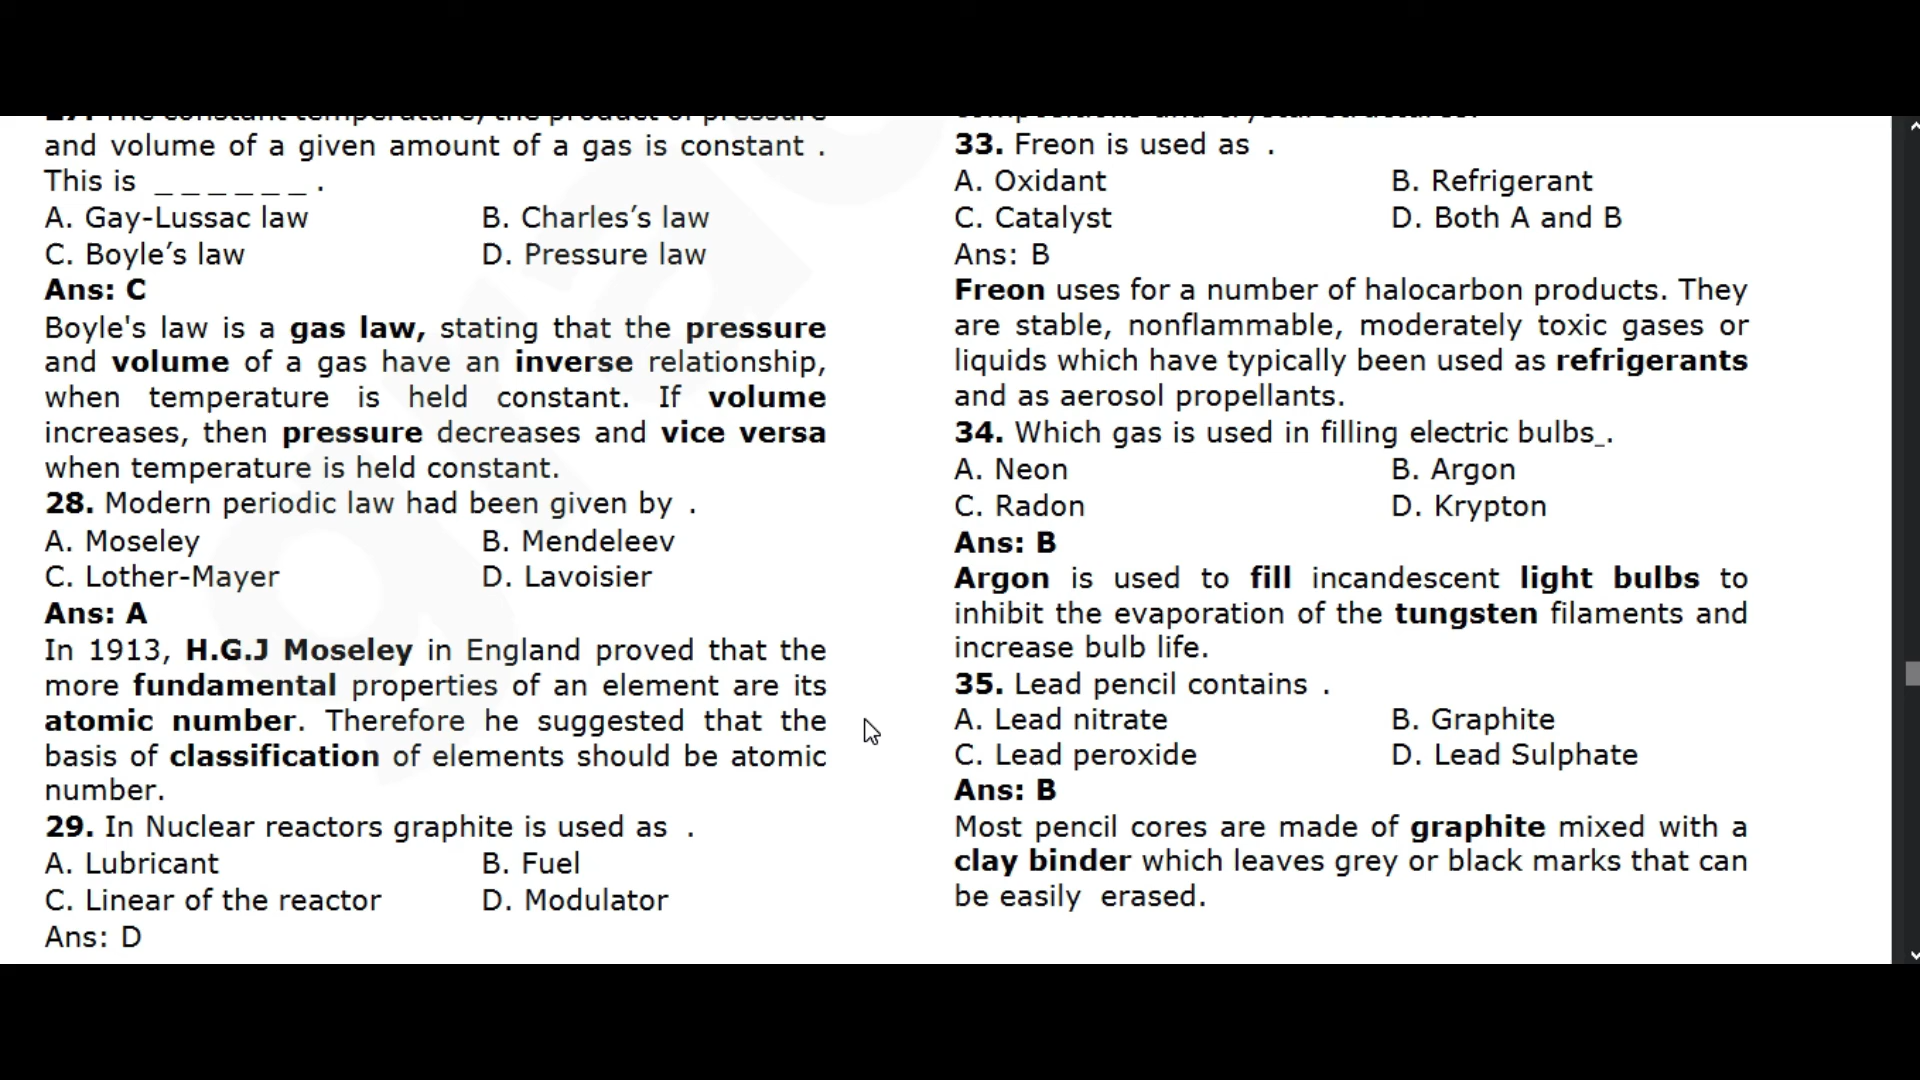 27. The constant temperature, the product of pressure
and volume of a given amount of a gas is constant .
This is _ _ _ _ _ _ .
A. Gay-Lussac law B. Charles’s law
C. Boyle’s law D. Pressure law
Ans: C
Boyle's law is a gas law, stating that the pressure
and volume of a gas have an inverse relationship,
when temperature is held constant. If volume
increases, then pressure decreases and vice versa
when temperature is held constant.
28. Modern periodic law had been given by .
A. Moseley B. Mendeleev
C. Lother-Mayer D. Lavoisier
Ans: A
In 1913, H.G.J Moseley in England proved that the
more fundamental properties of an element are its
atomic number. Therefore he suggested that the
basis of classification of elements should be atomic
number.
29. In Nuclear reactors graphite is used as .
A. Lubricant B. Fuel
C. Linear of the reactor D. Modulator
Ans: D
33. Freon is used as .
A. Oxidant B. Refrigerant
C. Catalyst D. Both A and B
Ans: B
Freon uses for a number of halocarbon products. They
are stable, nonflammable, moderately toxic gases or
liquids which have typically been used as refrigerants
and as aerosol propellants.
34. Which gas is used in filling electric bulbs_.
A. Neon B. Argon
C. Radon D. Krypton
Ans: B
Argon is used to fill incandescent light bulbs to
inhibit the evaporation of the tungsten filaments and
increase bulb life.
35. Lead pencil contains .
A. Lead nitrate B. Graphite
C. Lead peroxide D. Lead Sulphate
Ans: B
Most pencil cores are made of graphite mixed with a
clay binder which leaves grey or black marks that can
be easily erased.